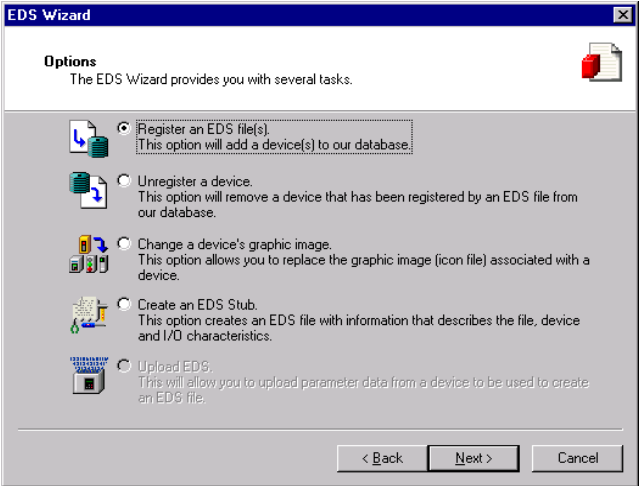 EDS Wizard
Options
The EDS Wizard provides you with several tasks.
Register an EDS file(s).
This option will add a device(s) to our database.
Unregister a device.
This option will remove a device that has been registered by an EDS file from
our database.
Change a device's graphic image.
This option allows you to replace the graphic image (icon file) associated with a
device.
Create an EDS Stub.
This option creates an EDS file with information that describes the file, device
and I/O characteristics.
Upload EDS.
This will allow you to upload parameter data from a device to be used to create
an EDS file.
< Back
Next >
Cancel